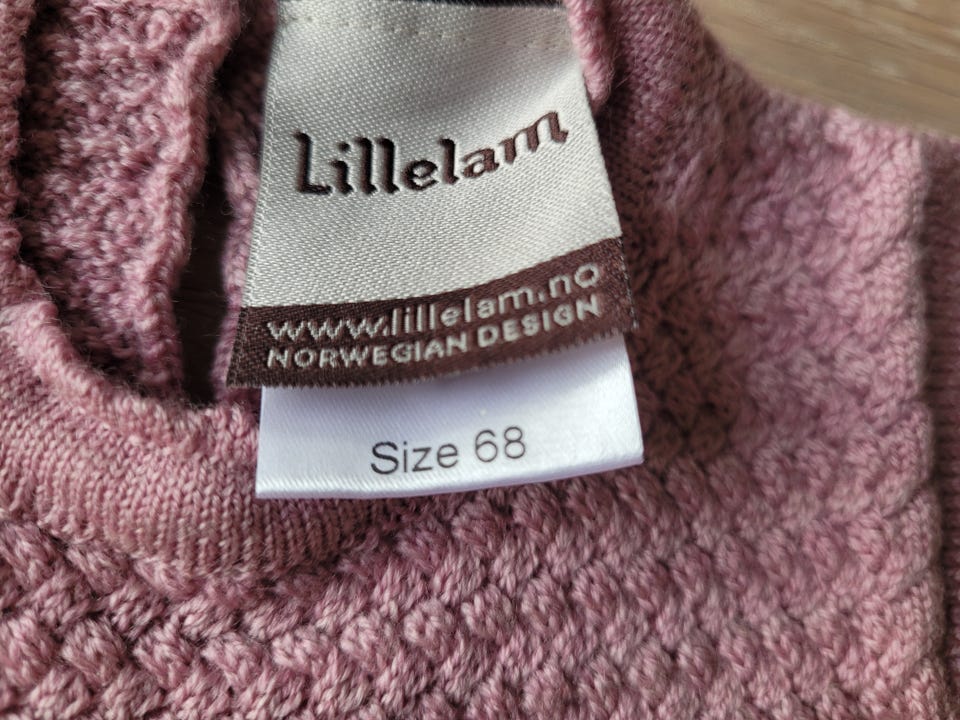 Lillelam
www.lillelam.no
NORWEGIAN DESIGN
Size 68